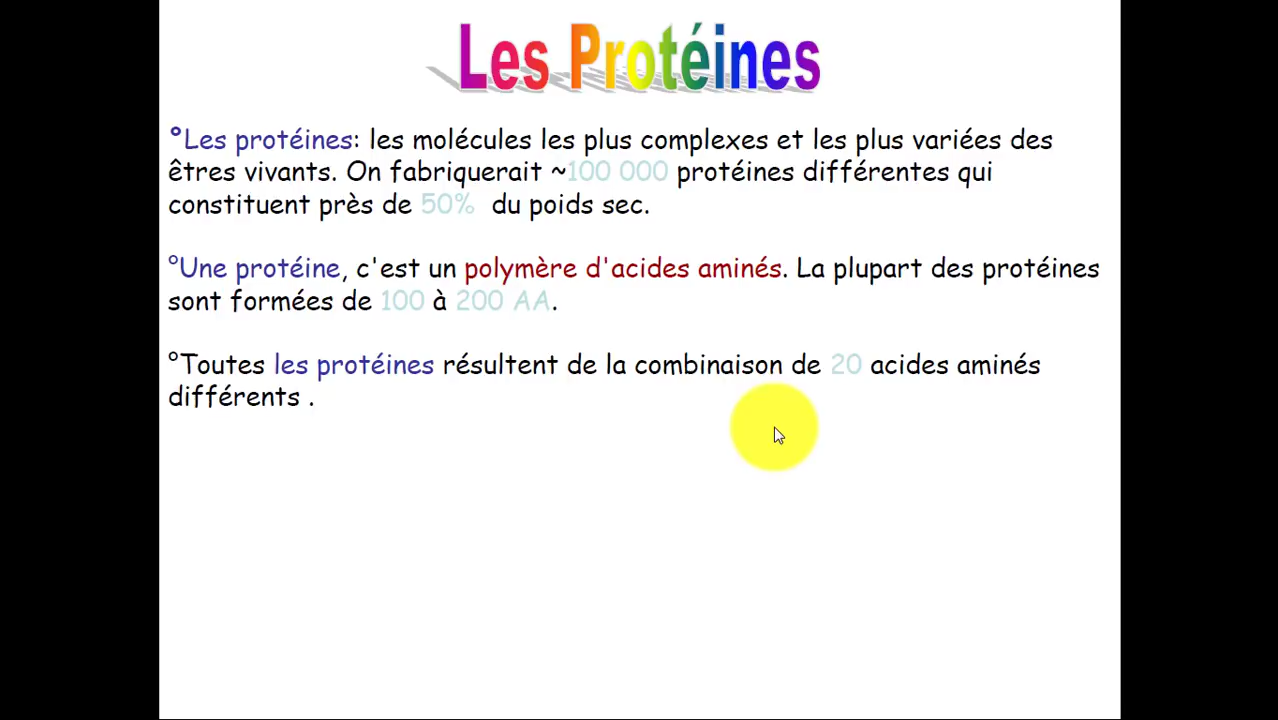 Les Protéines
°Les protéines: les molécules les plus complexes et les plus variées des
êtres vivants. On fabriquerait ~100 000 protéines différentes qui
constituent près de 50% du poids sec.
°Une protéine, c'est un polymère d'acides aminés. La plupart des protéines
sont formées de 100 à 200 AA.
°Toutes les protéines résultent de la combinaison de 20 acides aminés
différents .